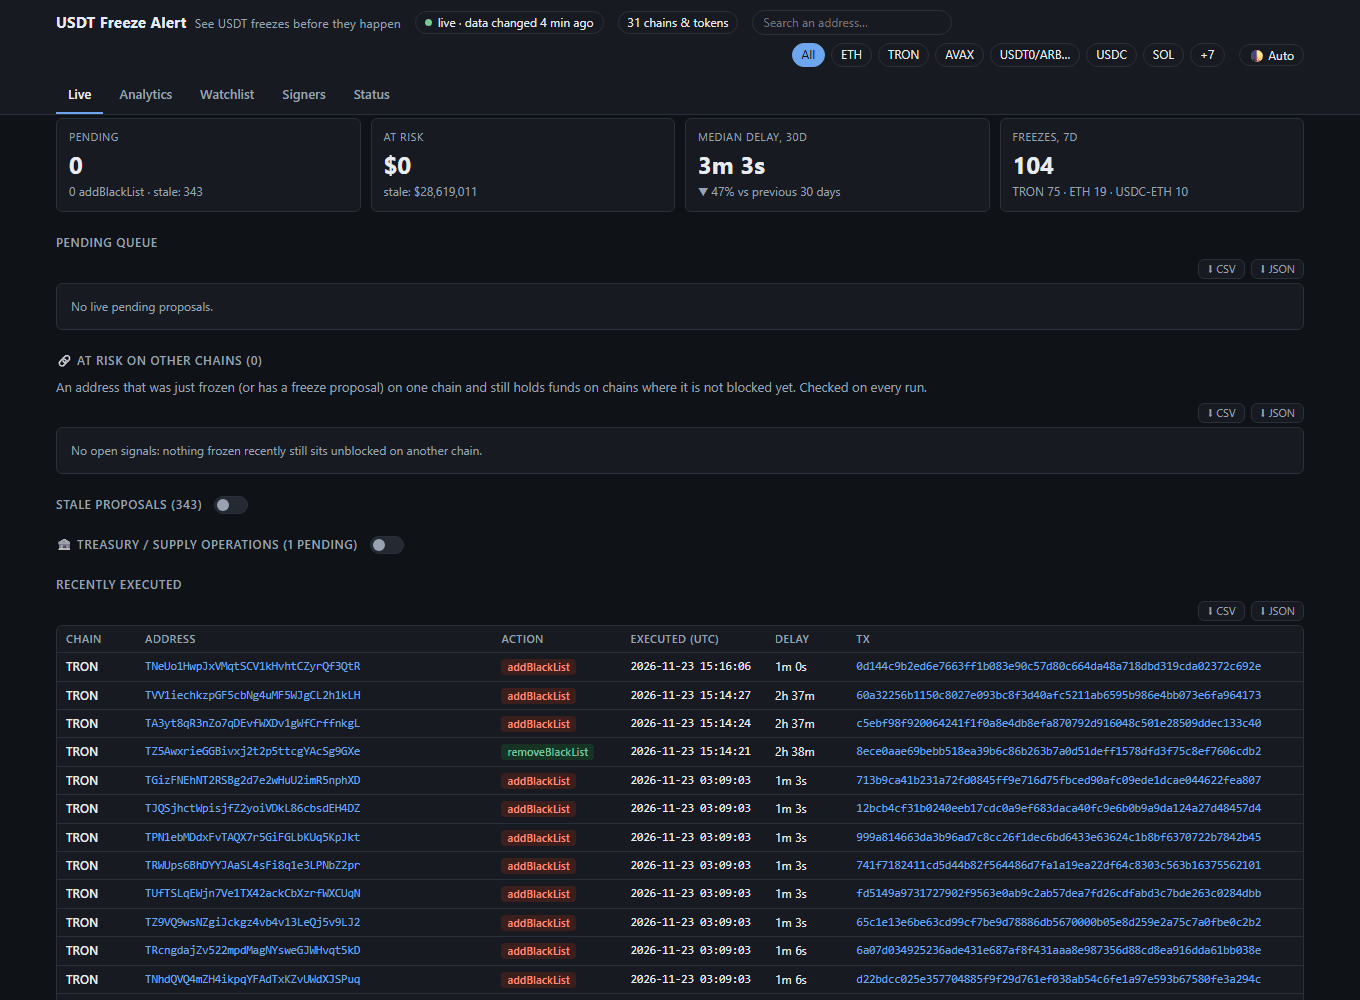 USDT Freeze Alert See USDT freezes before they happen live · data changed 4 min ago 31 chains & tokens Search an address...
All ETH TRON AVAX USDT0/ARB... USDC SOL +7 Auto
Live Analytics Watchlist Signers Status
PENDING AT RISK MEDIAN DELAY, 30D FREEZES, 7D
0 $0 3m 3s 104
0 addBlackList · stale: 343 stale: $28,619,011 ▼ 47% vs previous 30 days TRON 75 · ETH 19 · USDC-ETH 10
PENDING QUEUE
⬇ CSV ⬇ JSON
No live pending proposals.
🔗 AT RISK ON OTHER CHAINS (0)
An address that was just frozen (or has a freeze proposal) on one chain and still holds funds on chains where it is not blocked yet. Checked on every run.
⬇ CSV ⬇ JSON
No open signals: nothing frozen recently still sits unblocked on another chain.
STALE PROPOSALS (343)
🏛 TREASURY / SUPPLY OPERATIONS (1 PENDING)
RECENTLY EXECUTED
⬇ CSV ⬇ JSON
CHAIN ADDRESS ACTION EXECUTED (UTC) DELAY TX
TRON TNeUo1HwpJxVMqtSCV1kHvhtCZyrQf3QtR addBlackList 2026-11-23 15:16:06 1m 0s 0d144c9b2ed6e7663ff1b083e90c57d80c664da48a718dbd319cda02372c692e
TRON TVV1iechkzpGF5cbNg4uMF5WJgCL2h1kLH addBlackList 2026-11-23 15:14:27 2h 37m 60a32256b1150c8027e093bc8f3d40afc5211ab6595b986e4bb073e6fa964173
TRON TA3yt8qR3nZo7qDEvfWXDv1gWfCrffnkgL addBlackList 2026-11-23 15:14:24 2h 37m c5ebf98f920064241f1f0a8e4db8efa870792d916048c501e28509ddec133c40
TRON TZ5AwxrieGGBivxj2t2p5ttcgYAcSg9GXe removeBlackList 2026-11-23 15:14:21 2h 38m 8ece0aae69bebb518ea39b6c86b263b7a0d51deff1578dfd3f75c8ef7606cdb2
TRON TGizFNEhNT2RSBg2d7e2wHuU2imR5nphXD addBlackList 2026-11-23 03:09:03 1m 3s 713b9ca41b231a72fd0845ff9e716d75fbced90afc09ede1dcae044622fea807
TRON TJQSjhctWpisjfZ2yoiVDkL86cbsdEH4DZ addBlackList 2026-11-23 03:09:03 1m 3s 12bcb4cf31b0240eeb17cdc0a9ef683daca40fc9e6b0b9a9da124a27d48457d4
TRON TPN1ebMDdxFvTAQX7r5GiFGLbKUq5KpJkt addBlackList 2026-11-23 03:09:03 1m 3s 999a814663da3b96ad7c8cc26f1dec6bd6433e63624c1b8bf6370722b7842b45
TRON TRWUps6BhDYYJAaSL4sFi8q1e3LPNbZ2pr addBlackList 2026-11-23 03:09:03 1m 3s 741f7182411cd5d44b82f564486d7fa1a19ea22df64c8303c563b16375562101
TRON TUfTSLqEWjn7Ve1TX42ackCbXzrfWXCUqN addBlackList 2026-11-23 03:09:03 1m 3s fd5149a9731727902f9563e0ab9c2ab57dea7fd26cdfabd3c7bde263c0284dbb
TRON TZ9VQ9wsNZgiJckgz4vb4v13LeQj5v9LJ2 addBlackList 2026-11-23 03:09:03 1m 3s 65c1e13e6be63cd99cf7be9d78886db5670000b05e8d259e2a75c7a0fbe0c2b2
TRON TRcngdajZv522mpdMagNYsweGJWHvqt5kD addBlackList 2026-11-23 03:09:03 1m 6s 6a07d034925236ade431e687af8f431aaa8e987356d88cd8ea916dda61bb038e
TRON TNhdQVQ4mZH4ikpqYFAdTxKZvUWdXJSPuq addBlackList 2026-11-23 03:09:03 1m 6s d22bdcc025e357704885f9f29d761ef038ab54c6fe1a97e593b67580fe3a294c